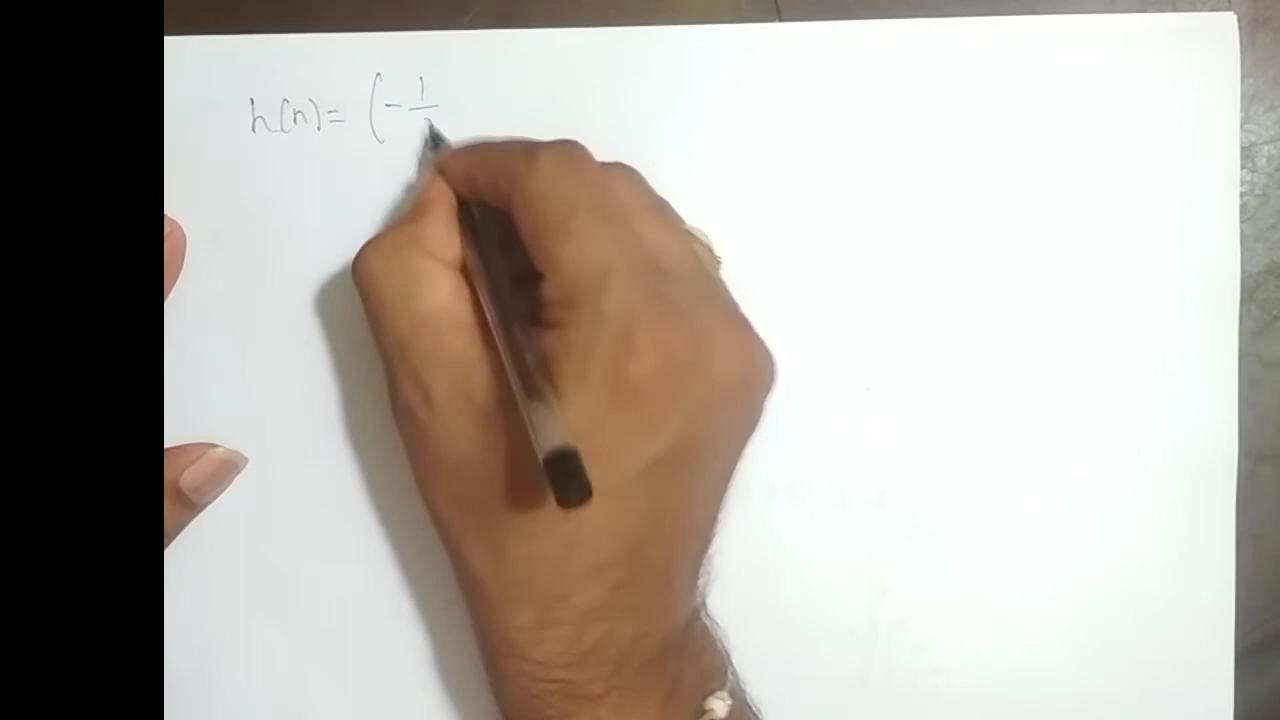 h(n) = (-1/